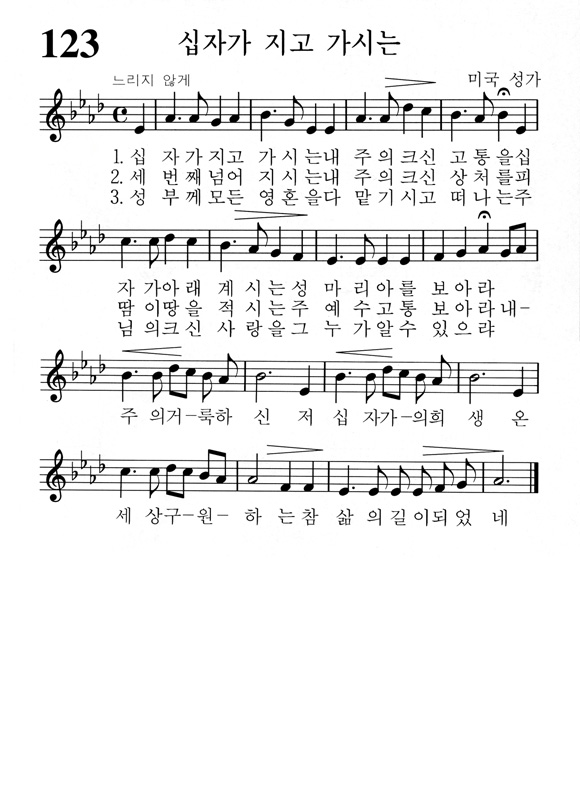 123 십자가 지고 가시는
느리지 않게 미국 성가
1. 십 자가지고 가시는내 주의크신 고통을십
2. 세 번째넘어 지시는내 주의크신 상처를피
3. 성 부께모든 영혼을다 맡기시고 떠나는주
자가아래 계시는성 마리아를 보아라
땀이땅을 적시는주 예수고통 보아라내-
님의크신 사랑을그 누가알수 있으랴
주 의거-룩하 신 저 십자가-의희 생 온
세 상구-원- 하 는참 삶의길이되었 네